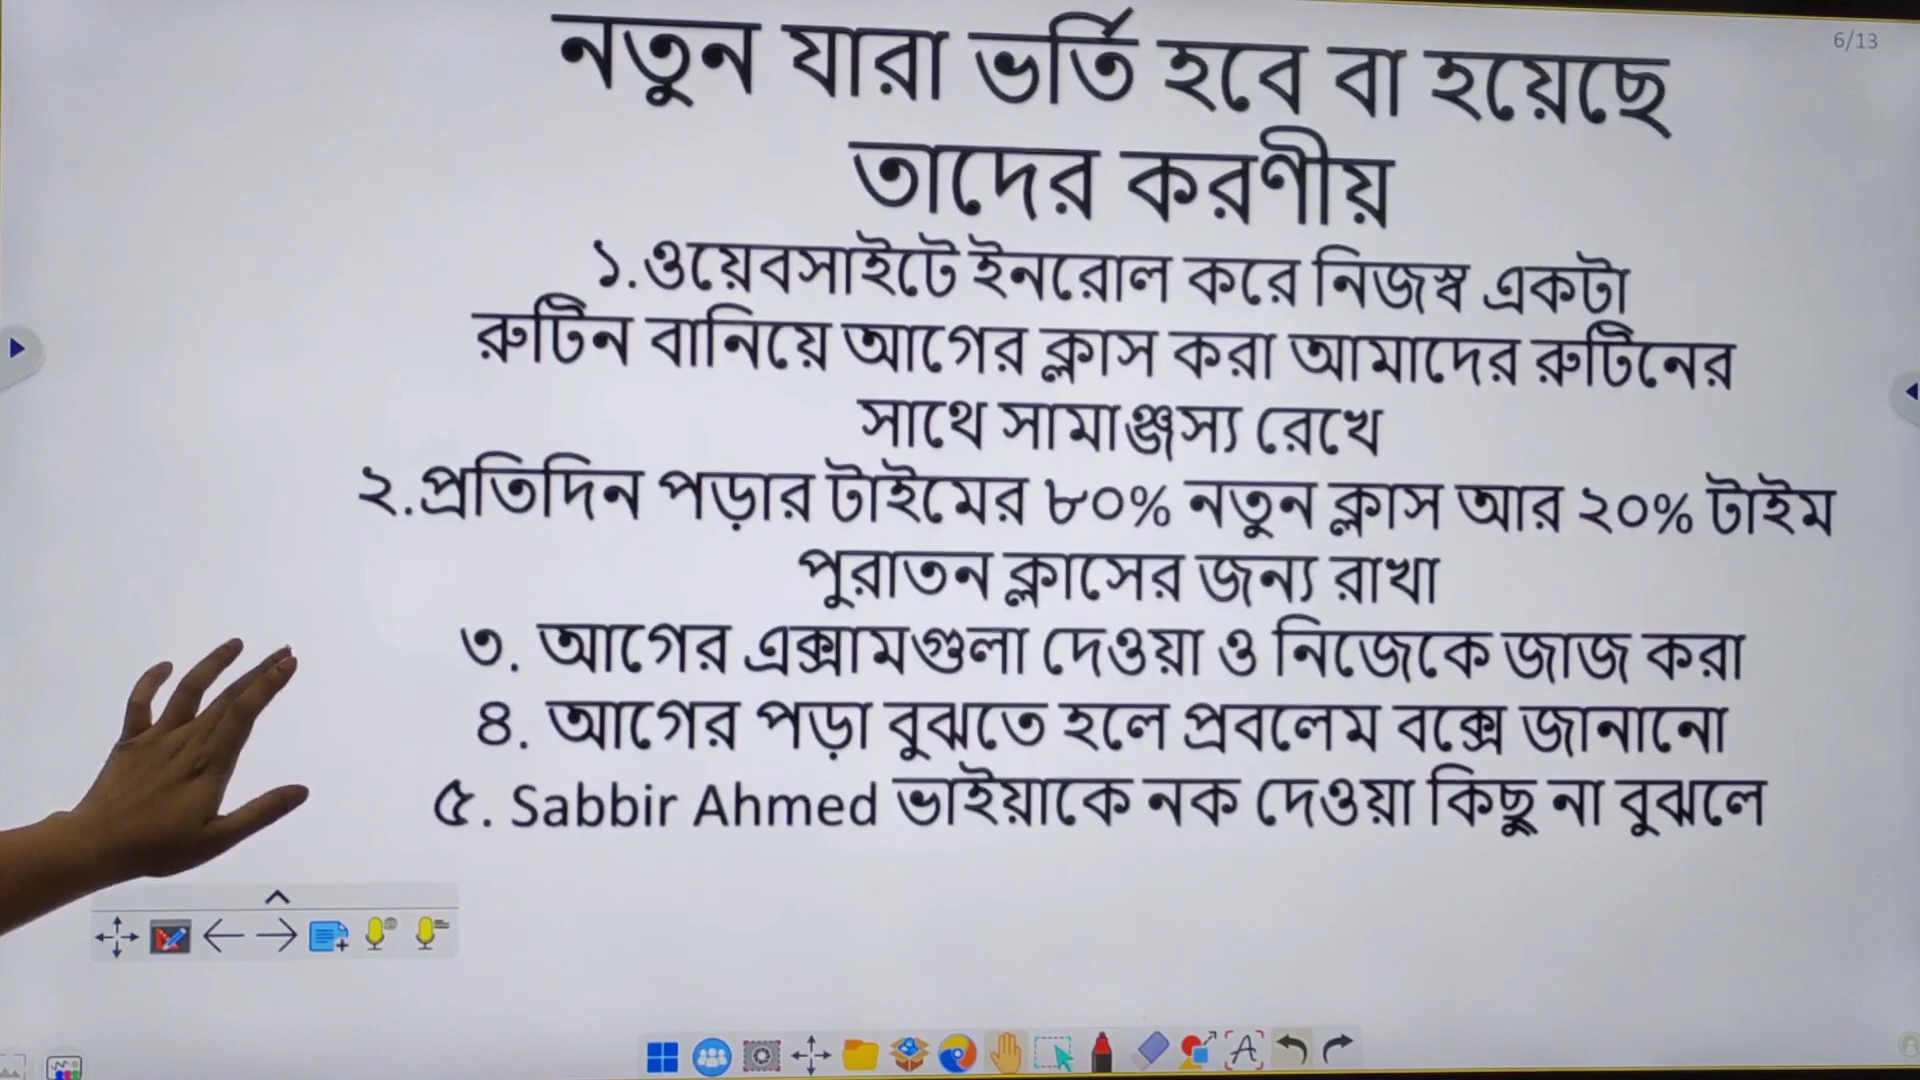 6/13
নতুন যারা ভর্তি হবে বা হয়েছে
তাদের করণীয়
১.ওয়েবসাইটে ইনরোল করে নিজস্ব একটা
রুটিন বানিয়ে আগের ক্লাস করা আমাদের রুটিনের
সাথে সামাঞ্জস্য রেখে
২.প্রতিদিন পড়ার টাইমের ৮০% নতুন ক্লাস আর ২০% টাইম
পুরাতন ক্লাসের জন্য রাখা
৩. আগের এক্সামগুলা দেওয়া ও নিজেকে জাজ করা
৪. আগের পড়া বুঝতে হলে প্রবলেম বক্সে জানানো
৫. Sabbir Ahmed ভাইয়াকে নক দেওয়া কিছু না বুঝলে